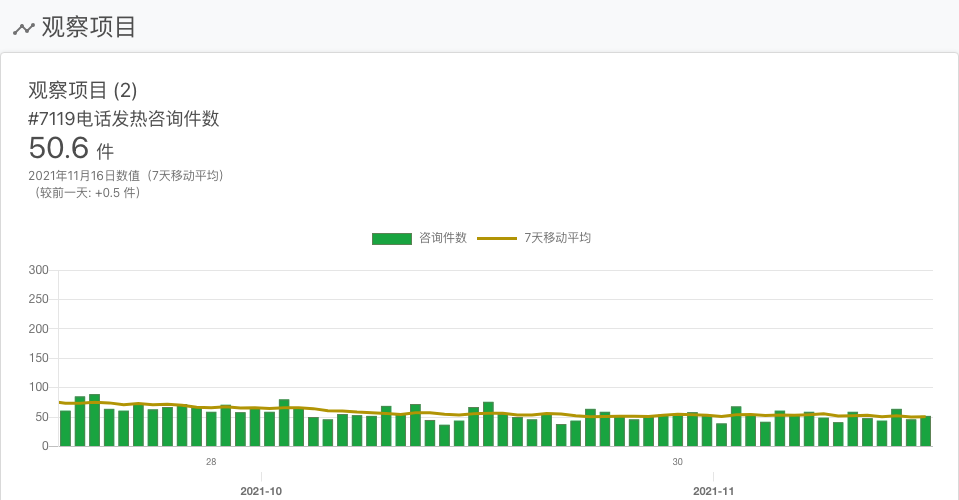 观察项目
观察项目 (2)
#7119电话发热咨询件数
50.6 件
2021年11月16日数值（7天移动平均）
（较前一天: +0.5 件）
咨询件数 7天移动平均
300
250
200
150
100
50
0
28 30
2021-10 2021-11